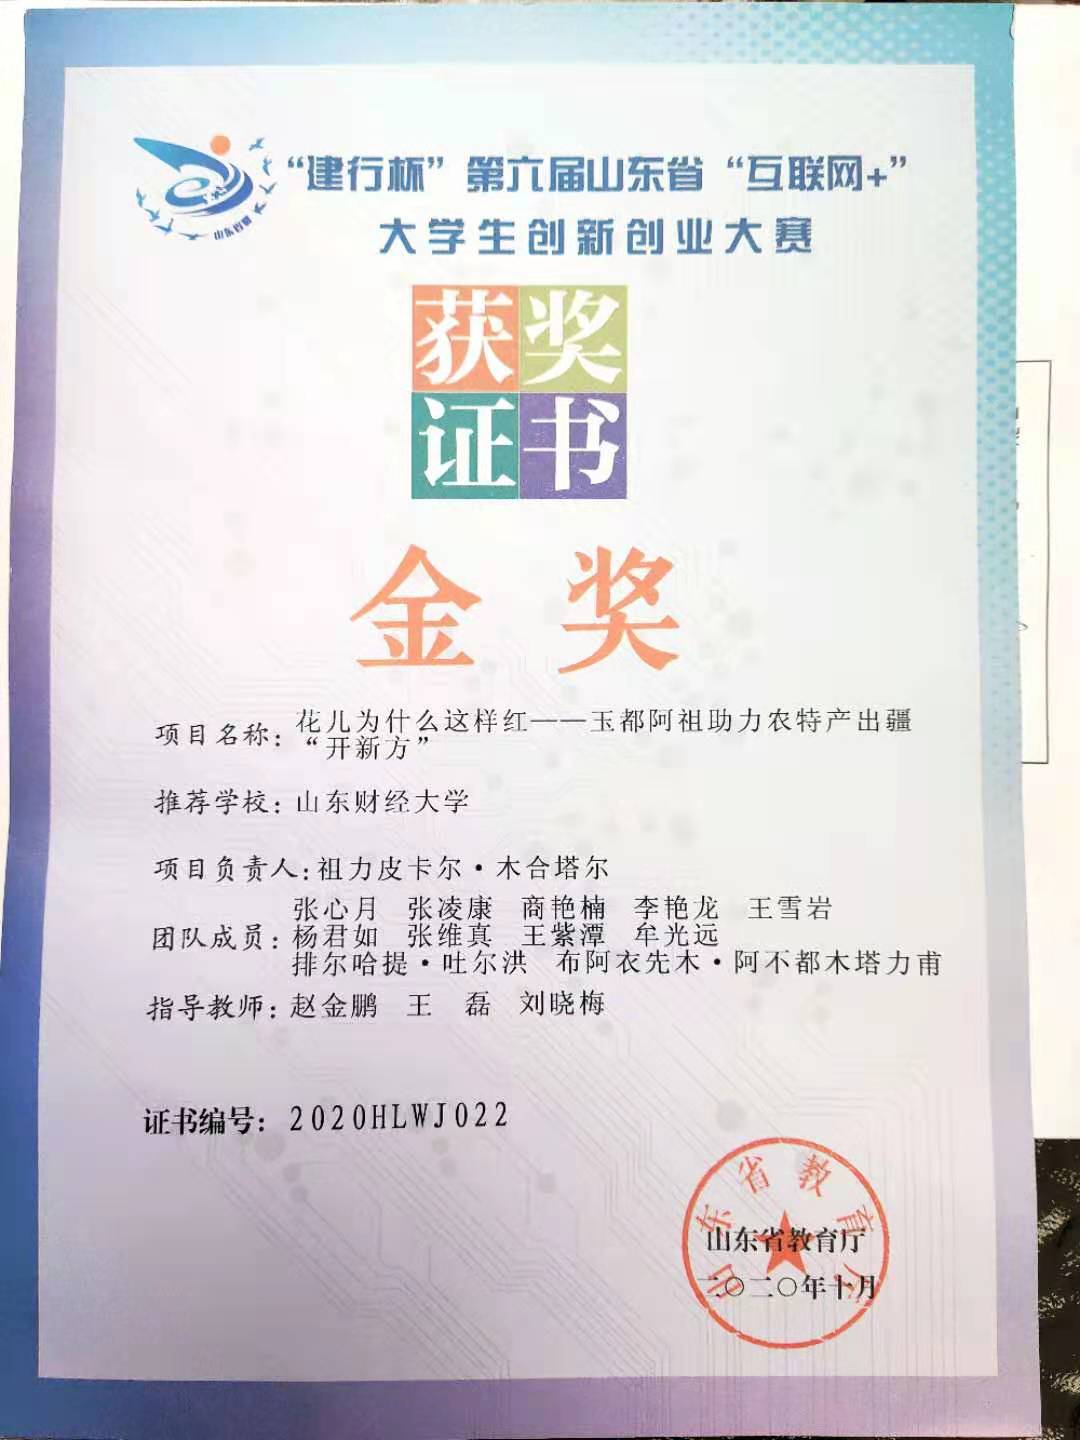 山东省赛
“建行杯”第六届山东省“互联网+”
大学生创新创业大赛
获奖
证书
金奖
项目名称：花儿为什么这样红——玉都阿祖助力农特产出疆
“开新方”
推荐学校：山东财经大学
项目负责人：祖力皮卡尔·木合塔尔
张心月 张凌康 商艳楠 李艳龙 王雪岩
团队成员：杨君如 张维真 王紫潭 牟光远
排尔哈提·吐尔洪 布阿衣先木·阿不都木塔力甫
指导教师：赵金鹏 王磊 刘晓梅
证书编号：2020HLWJ022
山东省教育厅
山东省教育厅
二〇二〇年十月